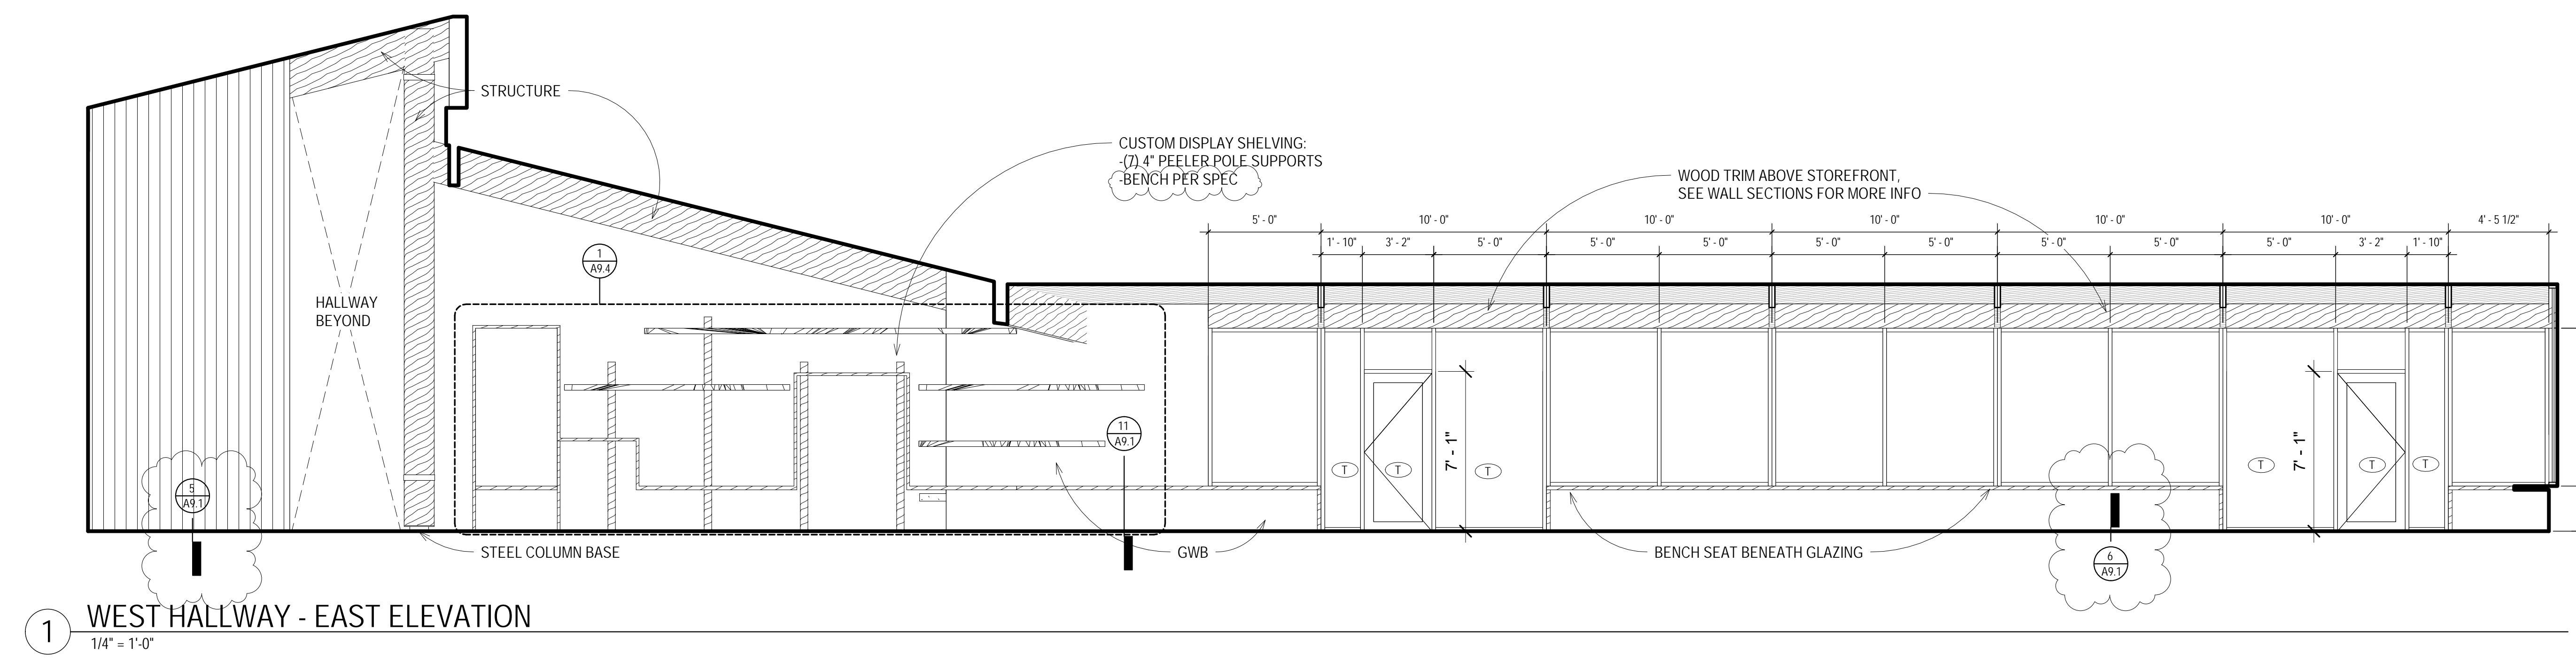 STRUCTURE
CUSTOM DISPLAY SHELVING:
-(7) 4" PEELER POLE SUPPORTS
-BENCH PER SPEC
WOOD TRIM ABOVE STOREFRONT,
SEE WALL SECTIONS FOR MORE INFO
5' - 0" 10' - 0" 10' - 0" 10' - 0" 10' - 0" 10' - 0" 4' - 5 1/2"
1' - 10" 3' - 2" 5' - 0" 5' - 0" 5' - 0" 5' - 0" 5' - 0" 5' - 0" 5' - 0" 5' - 0" 3' - 2" 1' - 10"
1
A9.4
HALLWAY
BEYOND
11
A9.1
7' - 1"
7' - 1"
T T T T T T
5
A9.1
6
A9.1
STEEL COLUMN BASE
GWB
BENCH SEAT BENEATH GLAZING
1 WEST HALLWAY - EAST ELEVATION
1/4" = 1'-0"